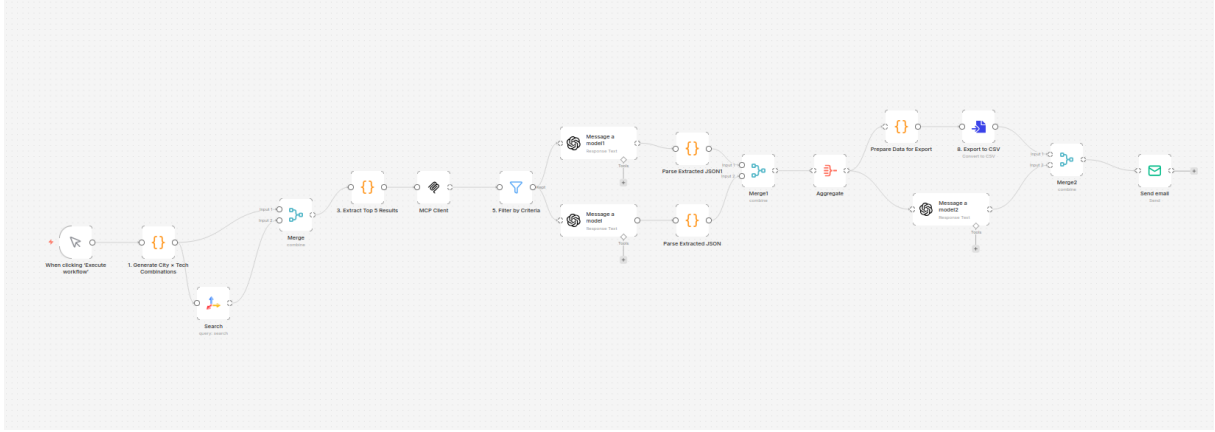 When clicking 'Execute
workflow'
1. Generate City × Tech
Combinations
Search
query: search
Input 1
Input 2
Merge
combine
3. Extract Top 5 Results
MCP Client
5. Filter by Criteria
Kept
Message a
model1
Response Text
Tools
Message a
model
Response Text
Tools
Parse Extracted JSON1
Parse Extracted JSON
Input 1
Input 2
Merge1
combine
Aggregate
Prepare Data for Export
8. Export to CSV
Convert to CSV
Message a
model2
Response Text
Tools
Input 1
Input 2
Merge2
combine
Send email
Send